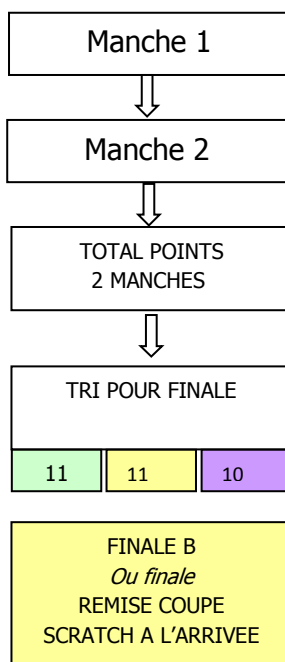 Manche 1
Manche 2
TOTAL POINTS
2 MANCHES
TRI POUR FINALE
11 11 10
FINALE B
Ou finale
REMISE COUPE
SCRATCH A L'ARRIVEE